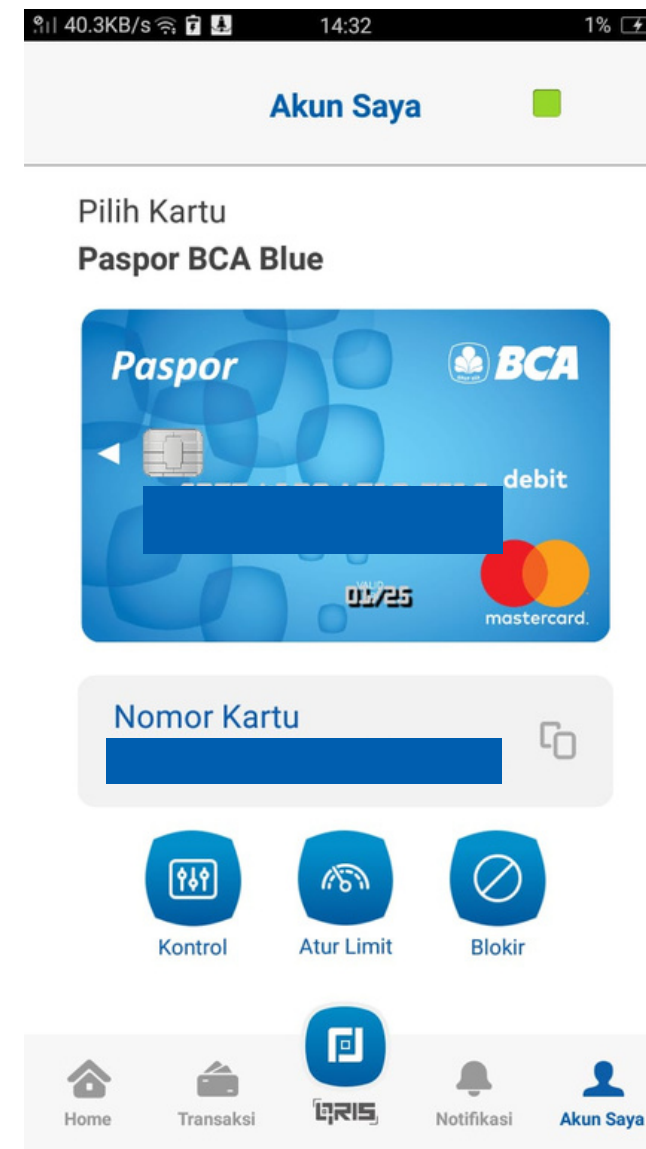 40.3KB/s 14:32 1%
Akun Saya
Pilih Kartu
Paspor BCA Blue
Paspor BCA
debit
VALID
01/25
mastercard.
Nomor Kartu
Kontrol Atur Limit Blokir
QRIS
Home Transaksi Notifikasi Akun Saya